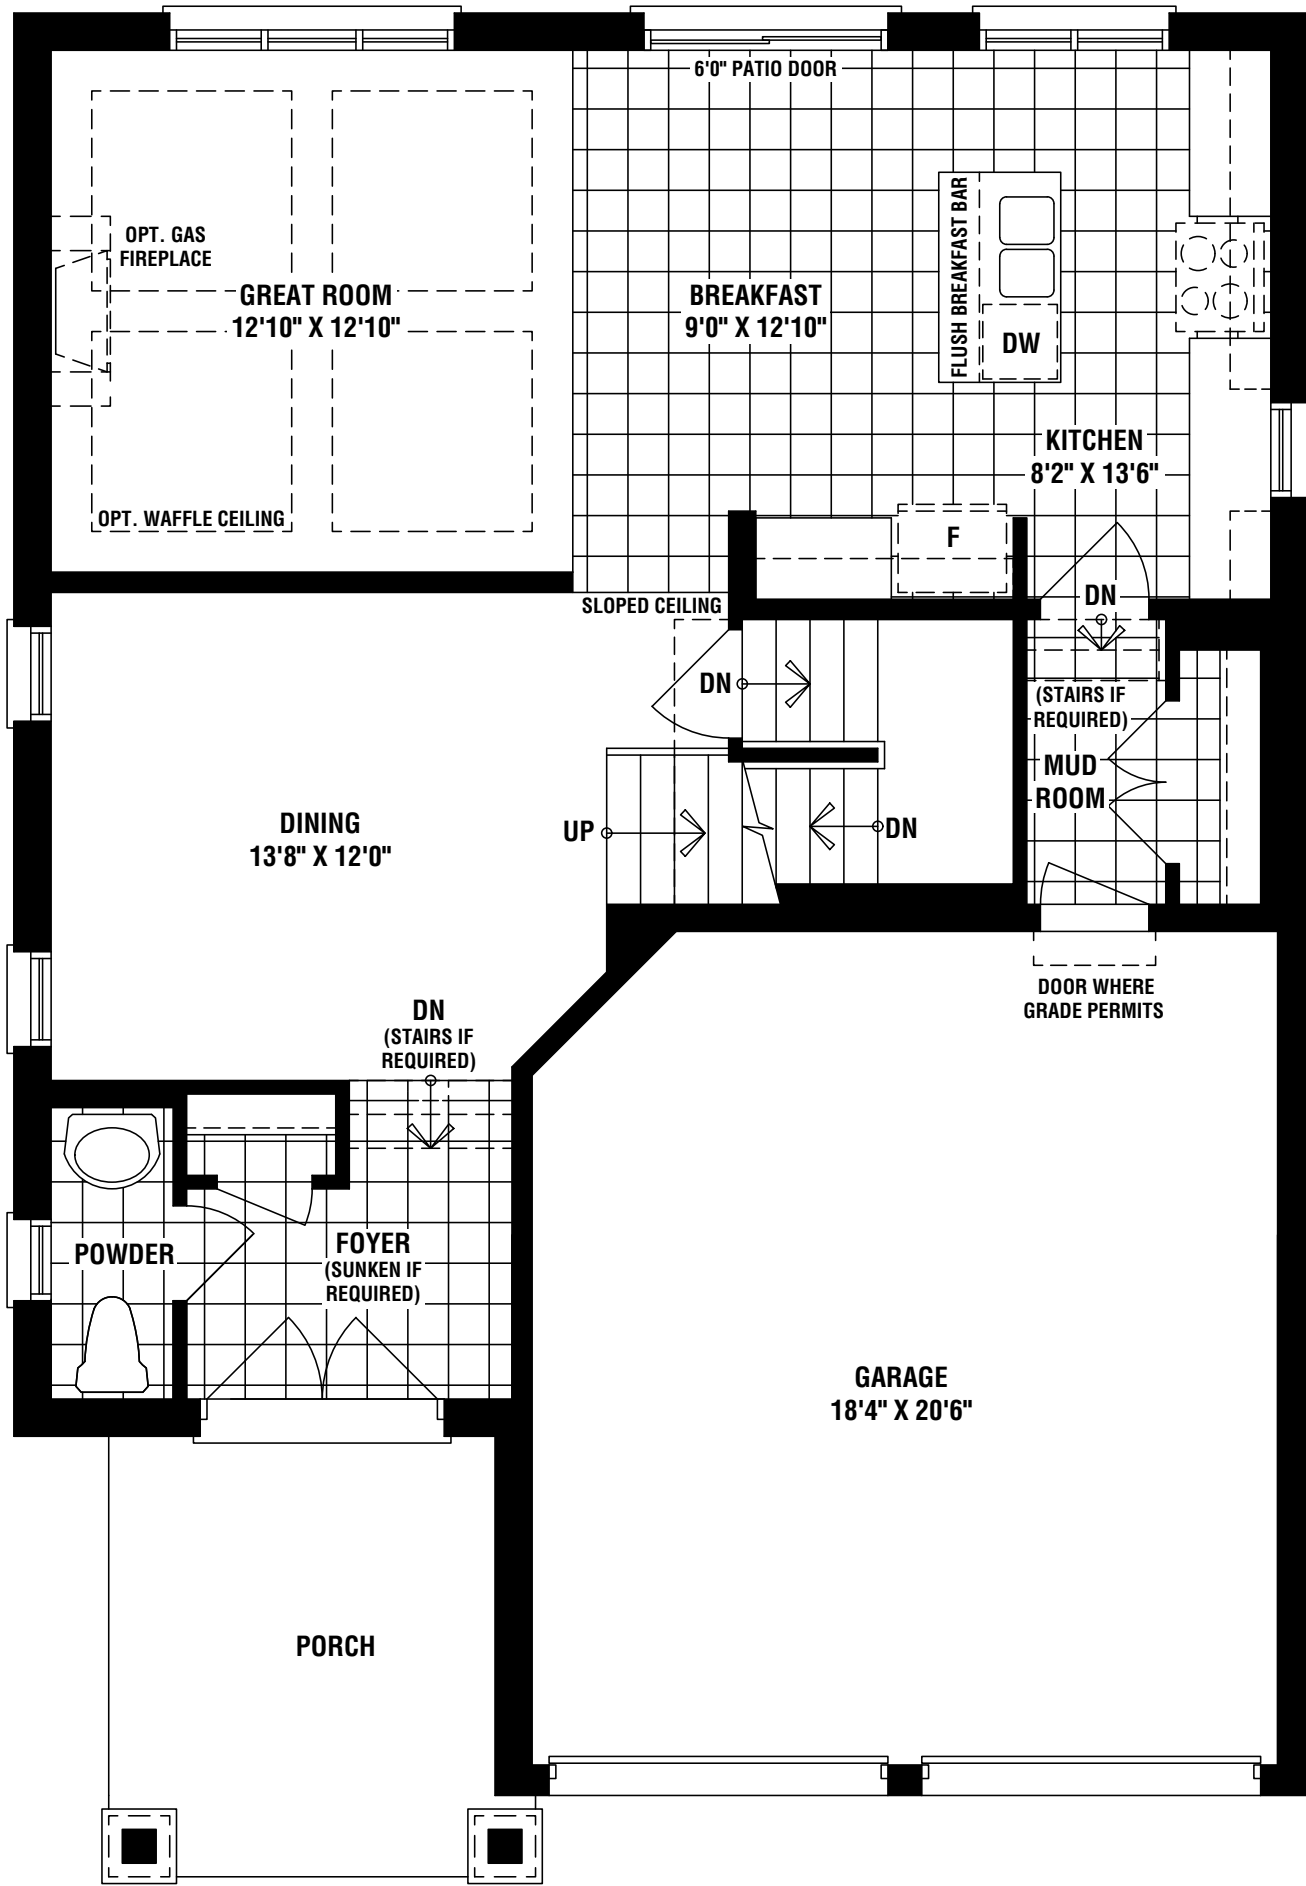 6'0" PATIO DOOR
OPT. GAS
FIREPLACE
GREAT ROOM
12'10" X 12'10"
OPT. WAFFLE CEILING
BREAKFAST
9'0" X 12'10"
FLUSH BREAKFAST BAR
DW
KITCHEN
8'2" X 13'6"
F
DN
SLOPED CEILING
DN
(STAIRS IF
REQUIRED)
MUD
ROOM
DINING
13'8" X 12'0"
UP
DN
DOOR WHERE
GRADE PERMITS
DN
(STAIRS IF
REQUIRED)
POWDER
FOYER
(SUNKEN IF
REQUIRED)
GARAGE
18'4" X 20'6"
PORCH